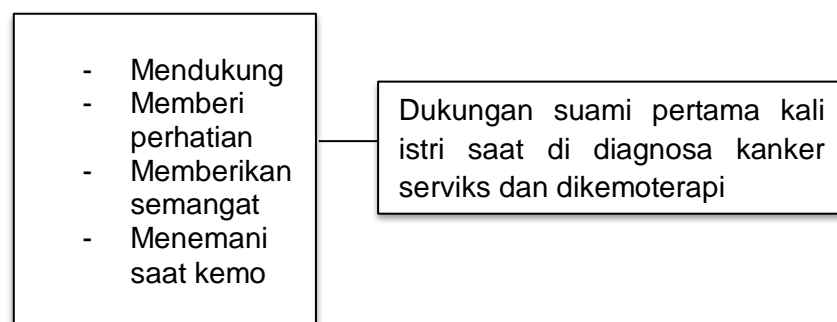 - Mendukung
- Memberi
perhatian
- Memberikan
semangat
- Menemani
saat kemo
Dukungan suami pertama kali
istri saat di diagnosa kanker
serviks dan dikemoterapi